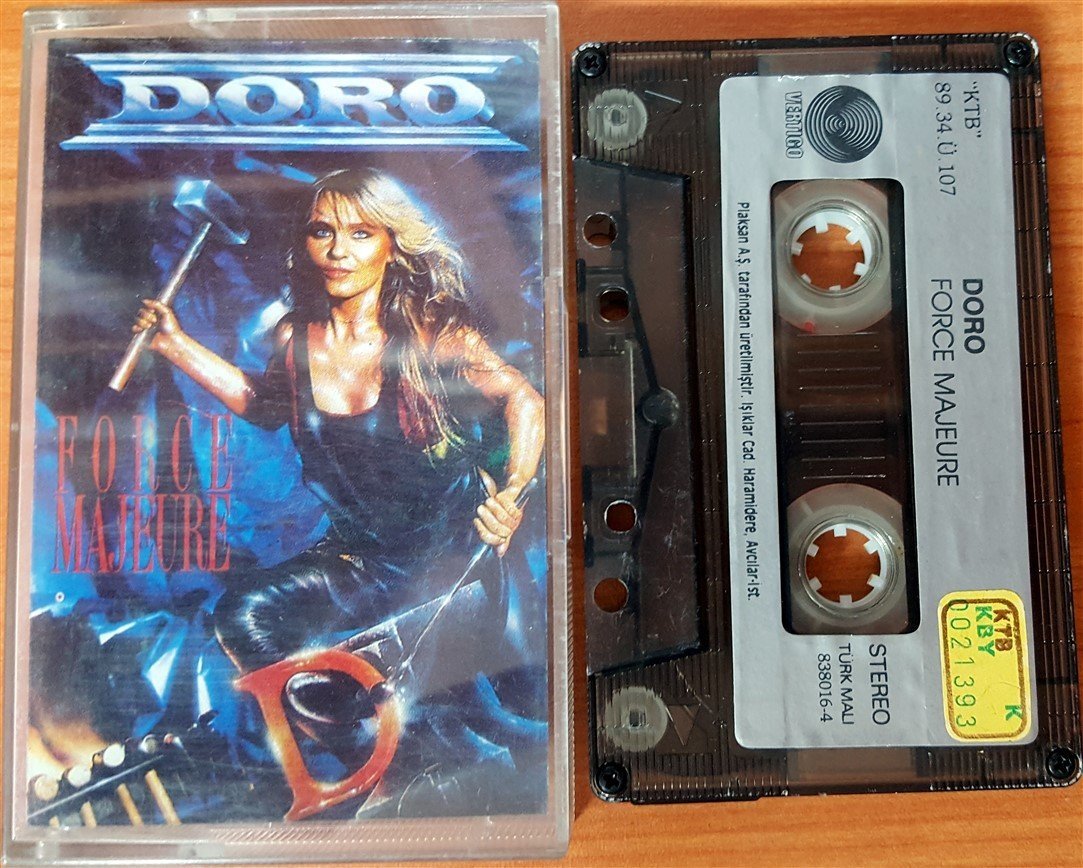 DORO
FORCE
MAJEURE
VERTIGO
"KTB"
89.34.Ü.107
DORO
FORCE MAJEURE
Plaksan A.Ş. tarafından üretilmiştir. Işıklar Cad. Haramidere, Avcılar-İst.
STEREO
TÜRK MALI
838016-4
KTB K
KBY
0021393